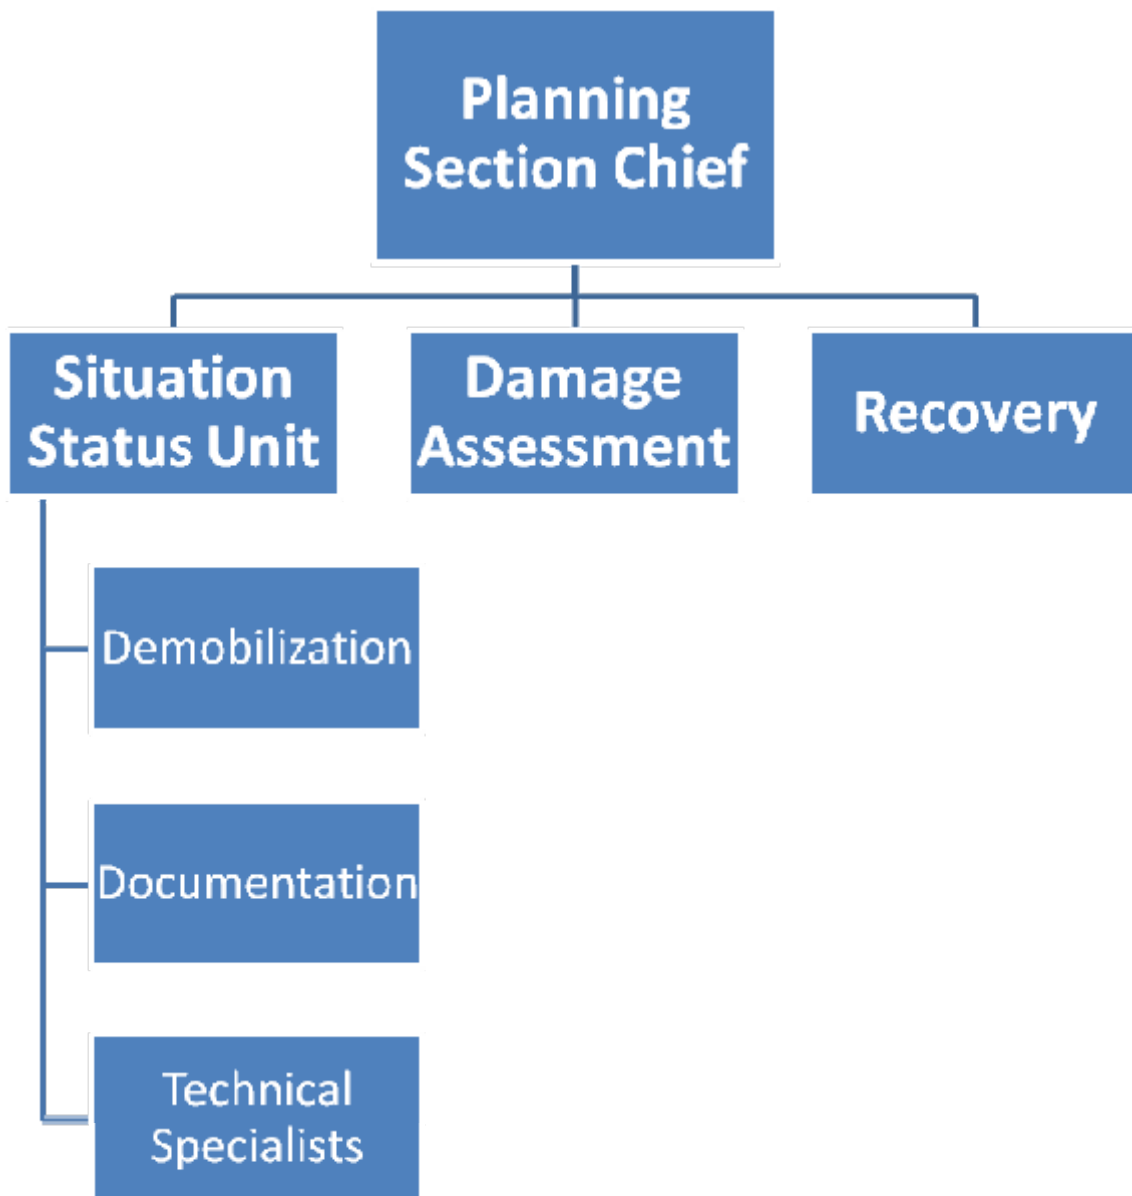 Planning
Section Chief
Situation
Status Unit
Damage
Assessment
Recovery
Demobilization
Documentation
Technical
Specialists